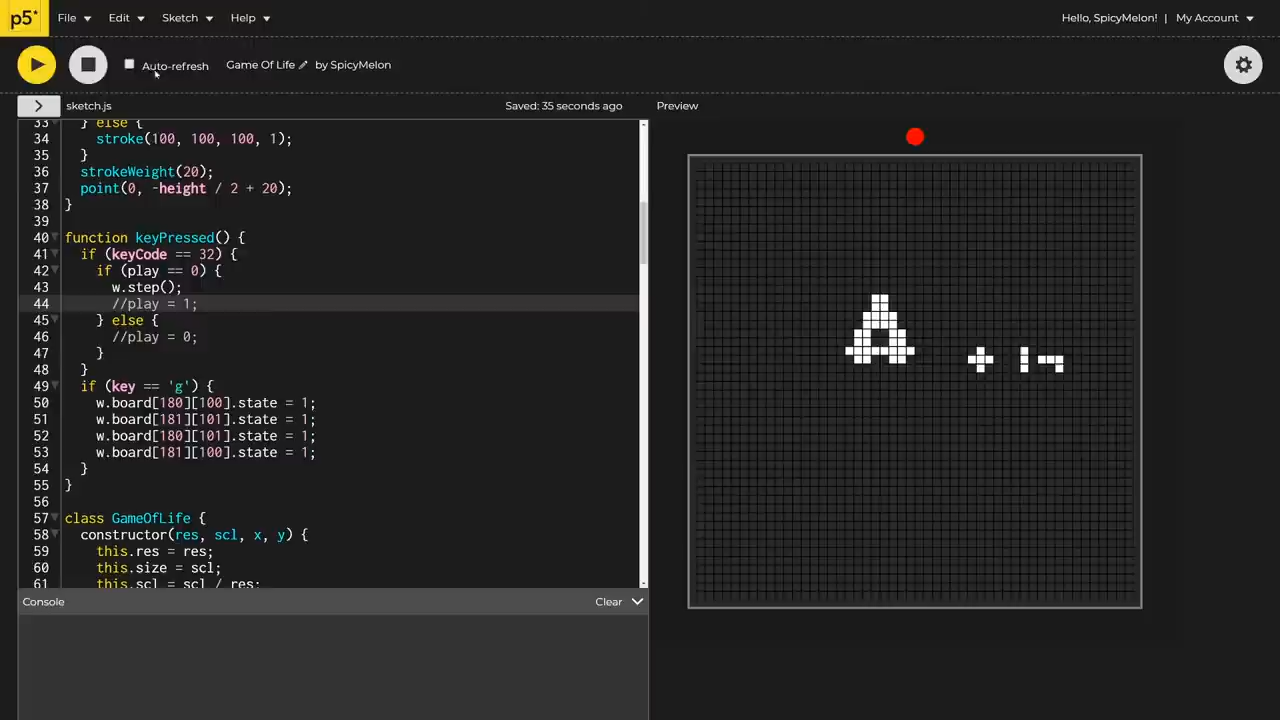 p5* File Edit Sketch Help Hello, SpicyMelon! | My Account
Auto-refresh Game Of Life by SpicyMelon
sketch.js Saved: 35 seconds ago Preview
33 } else {
34 stroke(100, 100, 100, 1);
35 }
36 strokeWeight(20);
37 point(0, -height / 2 + 20);
38 }
39
40 function keyPressed() {
41 if (keyCode == 32) {
42 if (play == 0) {
43 w.step();
44 //play = 1;
45 } else {
46 //play = 0;
47 }
48 }
49 if (key == 'g') {
50 w.board[180][100].state = 1;
51 w.board[181][101].state = 1;
52 w.board[180][101].state = 1;
53 w.board[181][100].state = 1;
54 }
55 }
56
57 class GameOfLife {
58 constructor(res, scl, x, y) {
59 this.res = res;
60 this.size = scl;
61 this.scl = scl / res;
Console Clear